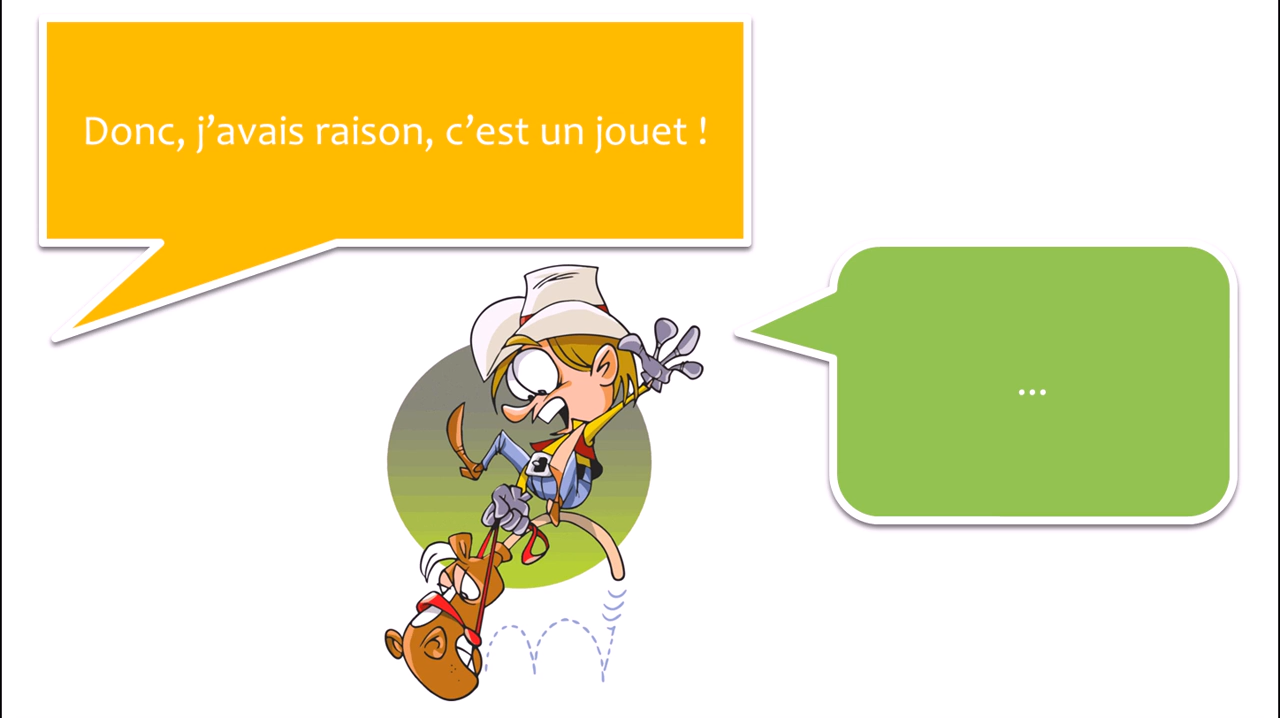 Donc, j’avais raison, c’est un jouet !
...